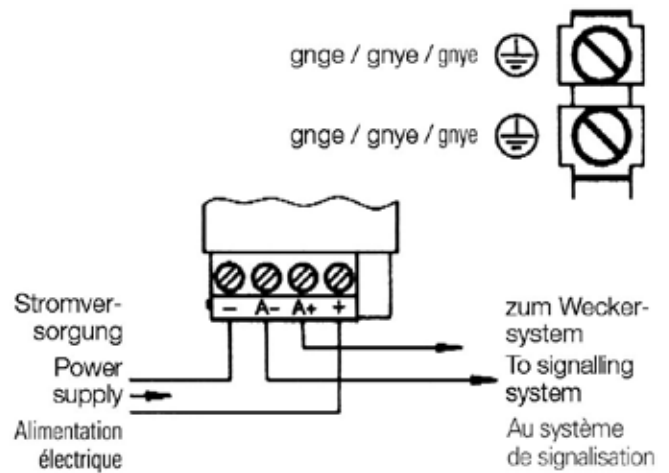 gnge / gnye / gnye
gnge / gnye / gnye
− A− A+ +
Stromver-
sorgung
Power
supply
Alimentation
électrique
zum Wecker-
system
To signalling
system
Au système
de signalisation